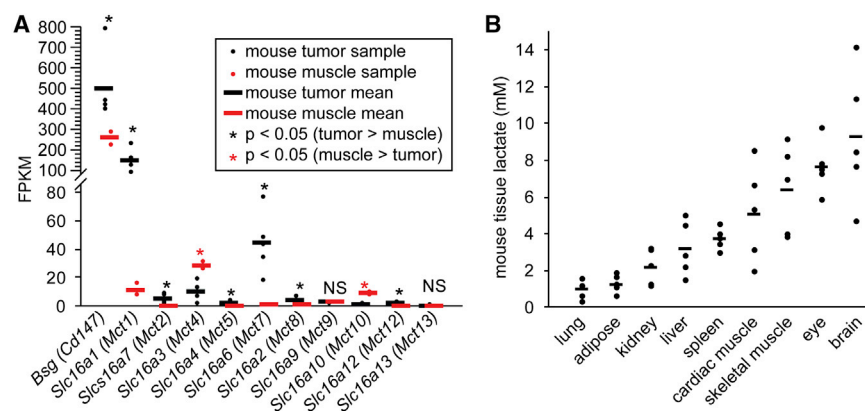 A
800
700
600
500
400
300
200
100
80
60
40
20
0
FPKM
mouse tumor sample
mouse muscle sample
mouse tumor mean
mouse muscle mean
* p < 0.05 (tumor > muscle)
* p < 0.05 (muscle > tumor)
*
*
*
*
*
*
*
NS
*
*
NS
Bsg (Cd147)
Slc16a1 (Mct1)
Slcs16a7 (Mct2)
Slc16a3 (Mct4)
Slc16a4 (Mct5)
Slc16a6 (Mct7)
Slc16a2 (Mct8)
Slc16a9 (Mct9)
Slc16a10 (Mct10)
Slc16a12 (Mct12)
Slc16a13 (Mct13)
B
mouse tissue lactate (mM)
14
12
10
8
6
4
2
0
lung
adipose
kidney
liver
spleen
cardiac muscle
skeletal muscle
eye
brain